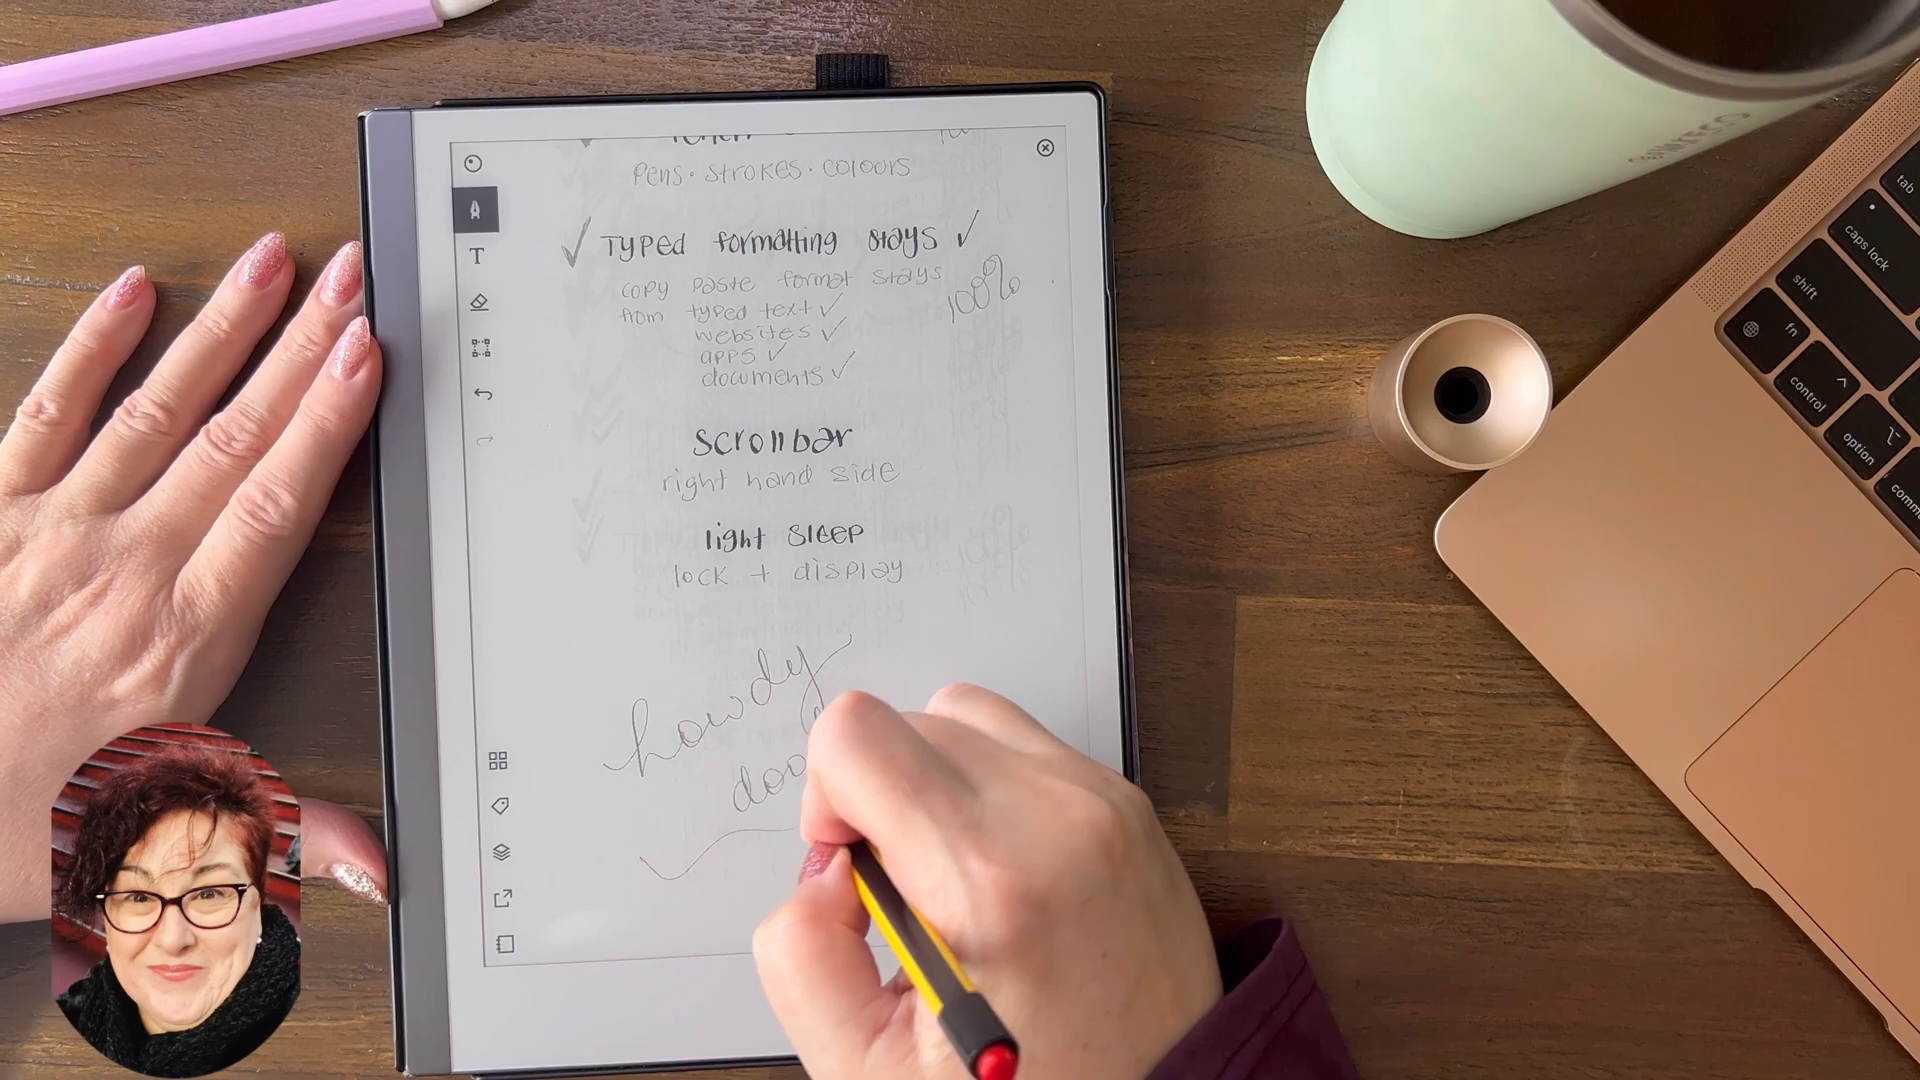 Pens · Strokes · Colours
✓ Typed formatting stays ✓
copy paste format stays
100%
from typed text ✓
websites ✓
apps ✓
documents ✓
scrollbar
right hand side
light sleep
lock + display
howdy
doo
T
tab
caps lock
shift
fn
control
option